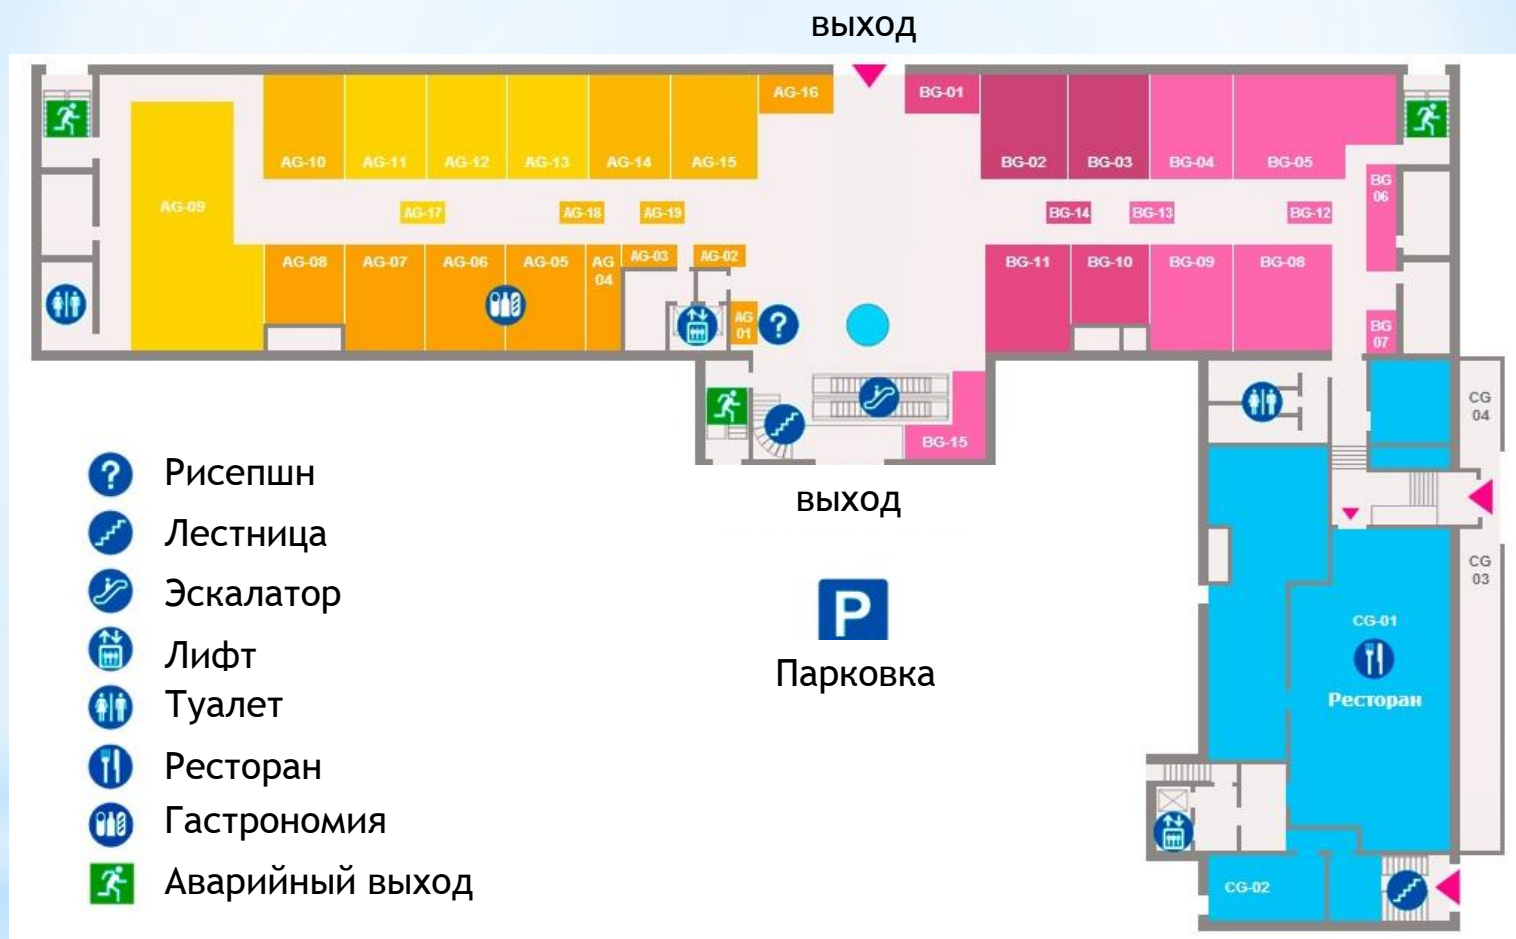 выход
AG-16
BG-01
AG-10
AG-11
AG-12
AG-13
AG-14
AG-15
BG-02
BG-03
BG-04
BG-05
BG
06
AG-09
AG-17
AG-18
AG-19
BG-14
BG-13
BG-12
AG-08
AG-07
AG-06
AG-05
AG
04
AG-03
AG-02
BG-11
BG-10
BG-09
BG-08
AG
01
?
BG
07
CG
04
BG-15
? Рисепшн
выход
Лестница
Эскалатор
CG
03
P
CG-01
Лифт
Парковка
Ресторан
Туалет
Ресторан
Гастрономия
Аварийный выход
CG-02